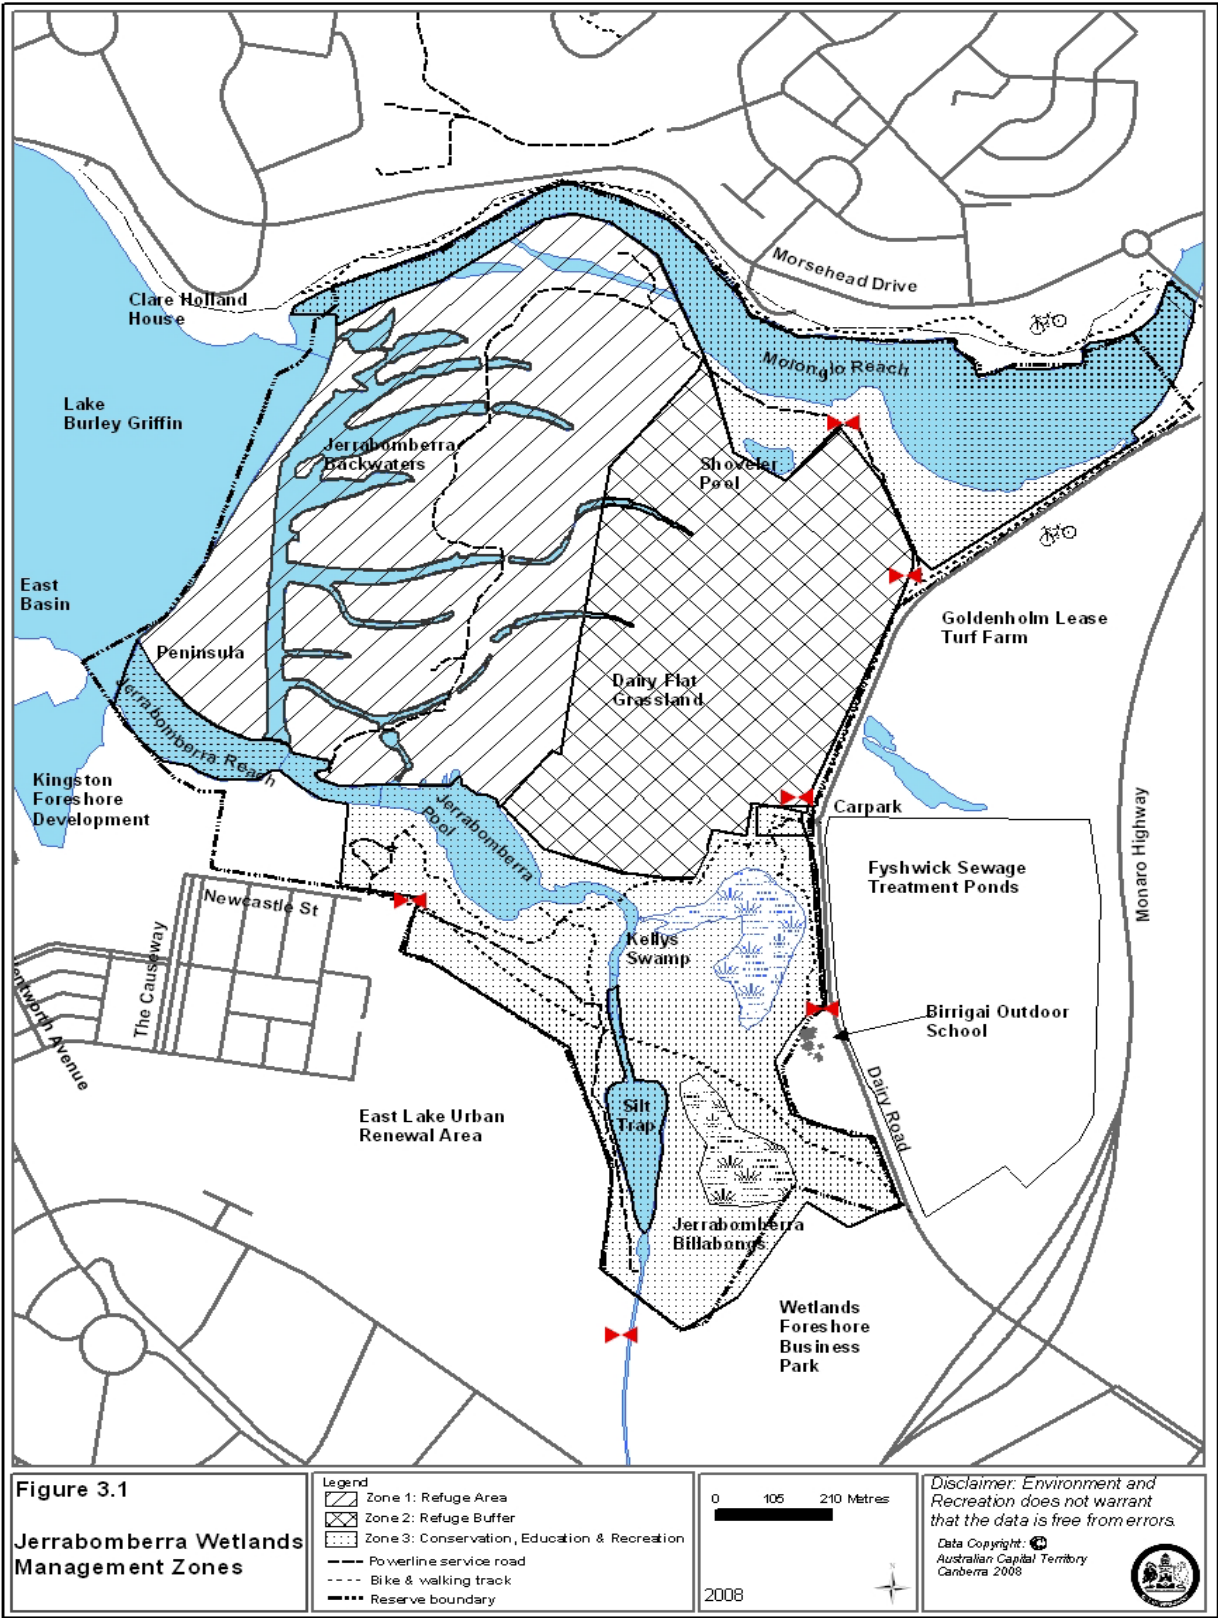 Morsehead Drive
Clare Holland
House
Molonglo Reach
Lake
Burley Griffin
Jerrabomberra
Backwaters
Shoveler
Pool
East
Basin
Goldenholm Lease
Turf Farm
Peninsula
Dairy Flat
Grassland
Jerrabomberra Reach
Kingston
Foreshore
Development
Jerrabomberra
Pool
Carpark
Monaro Highway
Fyshwick Sewage
Treatment Ponds
Newcastle St
The Causeway
Kellys
Swamp
Wentworth Avenue
Birrigai Outdoor
School
Dairy Road
East Lake Urban
Renewal Area
Silt
Trap
Jerrabomberra
Billabongs
Wetlands
Foreshore
Business
Park
Figure 3.1
Jerrabomberra Wetlands
Management Zones
Legend
Zone 1: Refuge Area
Zone 2: Refuge Buffer
Zone 3: Conservation, Education & Recreation
Powerline service road
Bike & walking track
Reserve boundary
0 105 210 Metres
2008
Disclaimer: Environment and
Recreation does not warrant
that the data is free from errors.
Data Copyright: ©
Australian Capital Territory
Canberra 2008